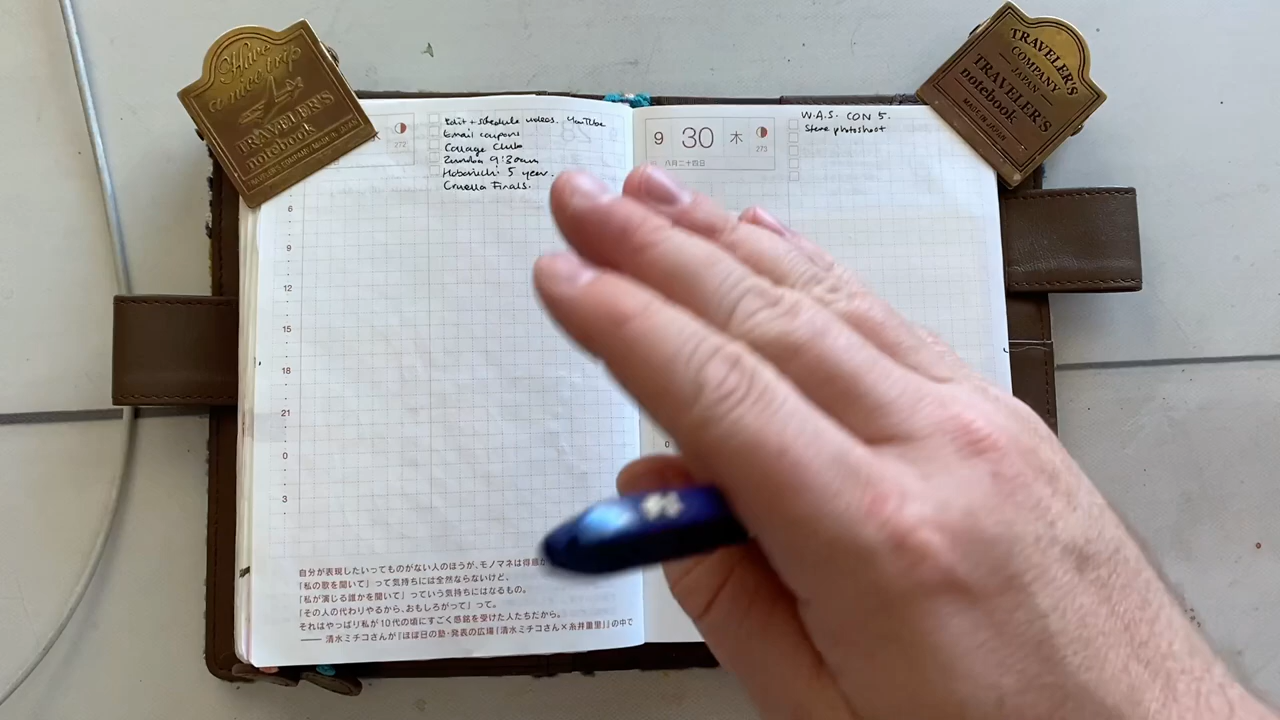 Have
a nice trip
TRAVELER'S
notebook
TRAVELER'S COMPANY MADE IN JAPAN
水
272
Edit + schedule videos. YouTube
Email coupons
Collage Club
Zumba 9:30am
Hobonichi 5 year.
Cruella Finals.
6
9
12
15
18
21
0
3
自分が表現したいってものがない人のほうが、モノマネは得意
「私の歌を聞いて」って気持ちには全然ならないけど、
「私が演じる誰かを聞いて」っていう気持ちにはなるもの。
「その人の代わりやるから、おもしろがって」って。
それはやっぱり私が10代の頃にすごく感銘を受けた人たちだから。
── 清水ミチコさんが『ほぼ日の塾・発表の広場「清水ミチコさん×糸井重里」』の中で
9 30 木
273
八月二十四日
W.A.S. CON 5.
Steve photoshoot
0
TRAVELER'S
COMPANY
JAPAN
TRAVELER'S
notebook
MADE IN JAPAN